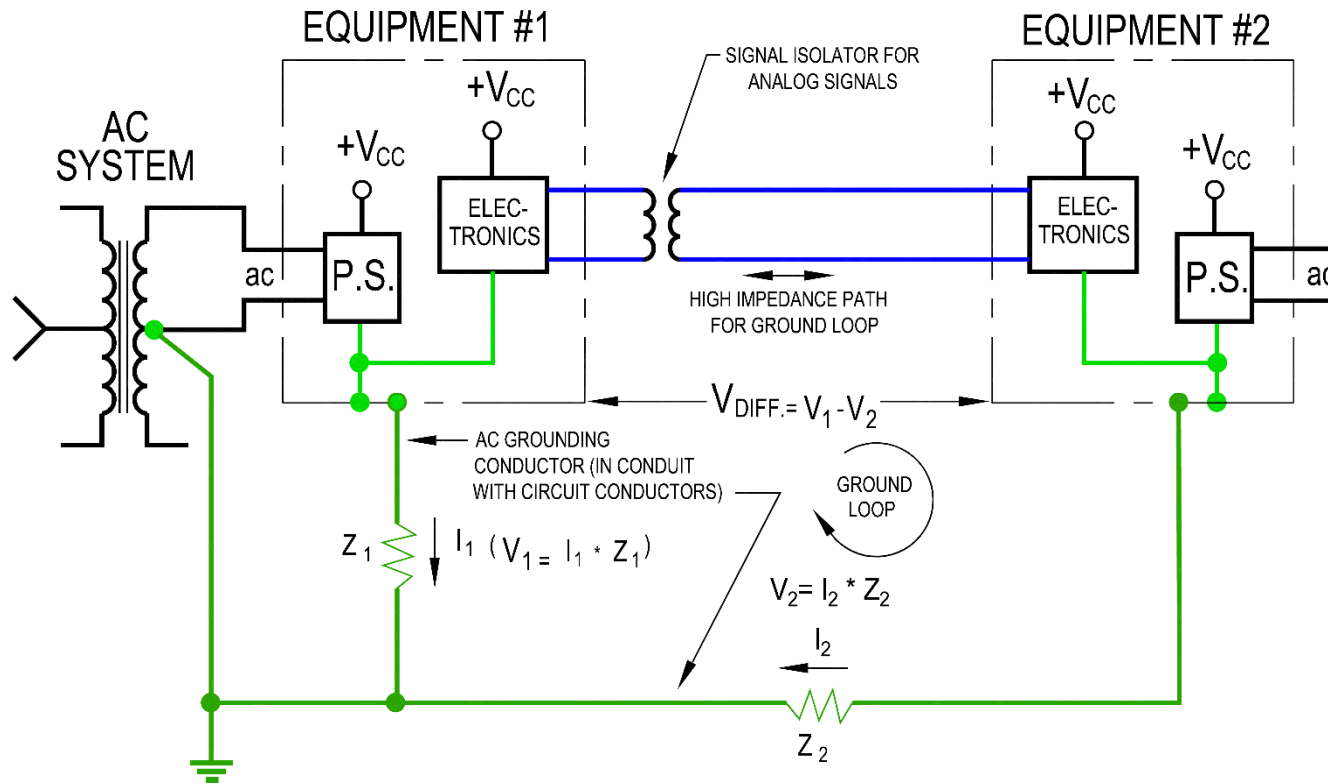 EQUIPMENT #1
EQUIPMENT #2
SIGNAL ISOLATOR FOR
ANALOG SIGNALS
AC
SYSTEM
+VCC
+VCC
+VCC
+VCC
ELEC-
TRONICS
ELEC-
TRONICS
ac
P.S.
P.S.
ac
HIGH IMPEDANCE PATH
FOR GROUND LOOP
VDIFF.= V1 - V2
AC GROUNDING
CONDUCTOR (IN CONDUIT
WITH CIRCUIT CONDUCTORS)
GROUND
LOOP
Z1
I1 ( V1 = I1 * Z1 )
V2= I2 * Z2
I2
Z2